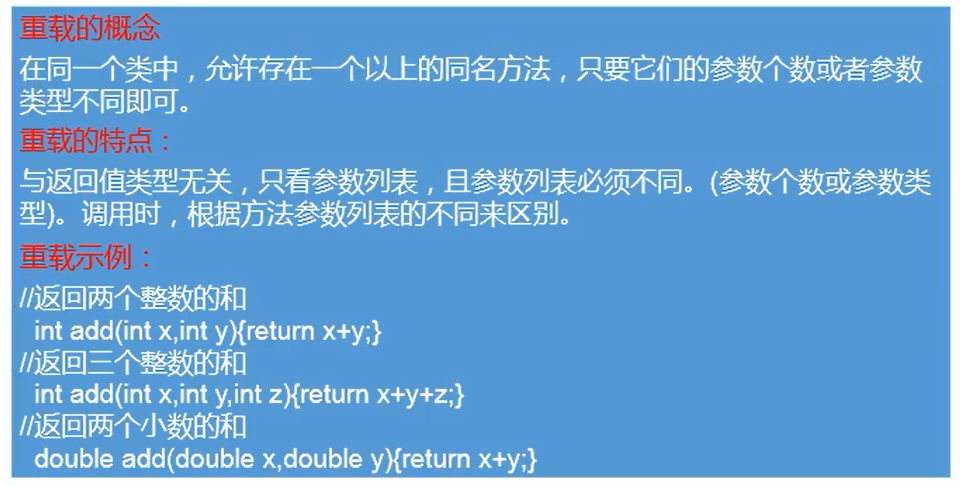 重载的概念
在同一个类中，允许存在一个以上的同名方法，只要它们的参数个数或者参数
类型不同即可。
重载的特点：
与返回值类型无关，只看参数列表，且参数列表必须不同。(参数个数或参数类
型)。调用时，根据方法参数列表的不同来区别。
重载示例：
//返回两个整数的和
int add(int x,int y){return x+y;}
//返回三个整数的和
int add(int x,int y,int z){return x+y+z;}
//返回两个小数的和
double add(double x,double y){return x+y;}